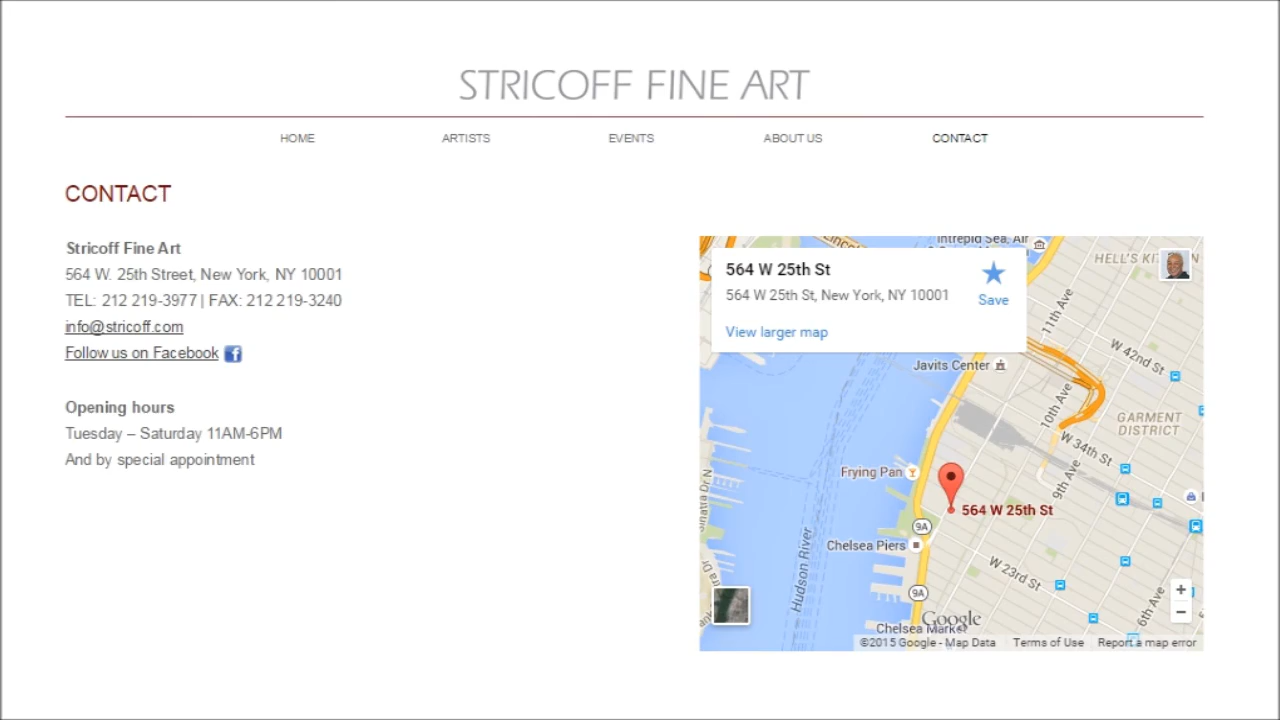 STRICOFF FINE ART
HOME ARTISTS EVENTS ABOUT US CONTACT
CONTACT
Stricoff Fine Art
564 W. 25th Street, New York, NY 10001
TEL: 212 219-3977 | FAX: 212 219-3240
info@stricoff.com
Follow us on Facebook
Opening hours
Tuesday – Saturday 11AM-6PM
And by special appointment
Intrepid Sea, Air
564 W 25th St
564 W 25th St, New York, NY 10001
Save
View larger map
11th Ave
W 42nd St
Javits Center
10th Ave
GARMENT
DISTRICT
W 34th St
Frying Pan
9th Ave
564 W 25th St
9A
Chelsea Piers
Hudson River
W 23rd St
9A
6th Ave
+
−
Google
Chelsea Market
©2015 Google - Map Data Terms of Use Report a map error